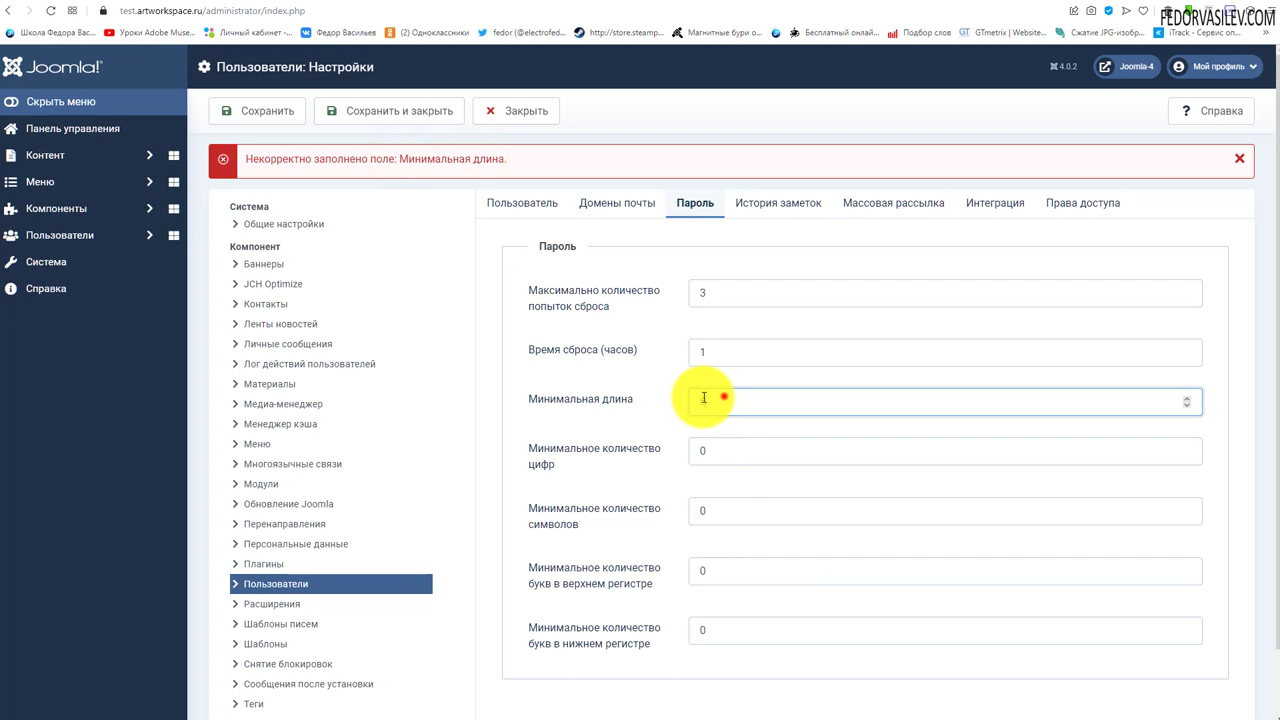 test.artworkspace.ru/administrator/index.php
FEDORVASILEV.COM
Школа Федора Вас...
Уроки Adobe Muse...
Личный кабинет -...
Федор Васильев
(2) Одноклассники
fedor (@electrofed...
http://store.steamp...
Магнитные бури о...
Бесплатный онлай...
Подбор слов
GTmetrix | Website...
Сжатие JPG-изобр...
iTrack - Сервис оп...
Joomla!
Пользователи: Настройки
4.0.2
Joomla-4
Мой профиль
Скрыть меню
Панель управления
Контент
Меню
Компоненты
Пользователи
Система
Справка
Сохранить
Сохранить и закрыть
Закрыть
Справка
Некорректно заполнено поле: Минимальная длина.
Система
Общие настройки
Компонент
Баннеры
JCH Optimize
Контакты
Ленты новостей
Личные сообщения
Лог действий пользователей
Материалы
Медиа-менеджер
Менеджер кэша
Меню
Многоязычные связи
Модули
Обновление Joomla
Перенаправления
Персональные данные
Плагины
Пользователи
Расширения
Шаблоны писем
Шаблоны
Снятие блокировок
Сообщения после установки
Теги
Пользователь
Домены почты
Пароль
История заметок
Массовая рассылка
Интеграция
Права доступа
Пароль
Максимально количество
попыток сброса
3
Время сброса (часов)
1
Минимальная длина
Минимальное количество
цифр
0
Минимальное количество
символов
0
Минимальное количество
букв в верхнем регистре
0
Минимальное количество
букв в нижнем регистре
0